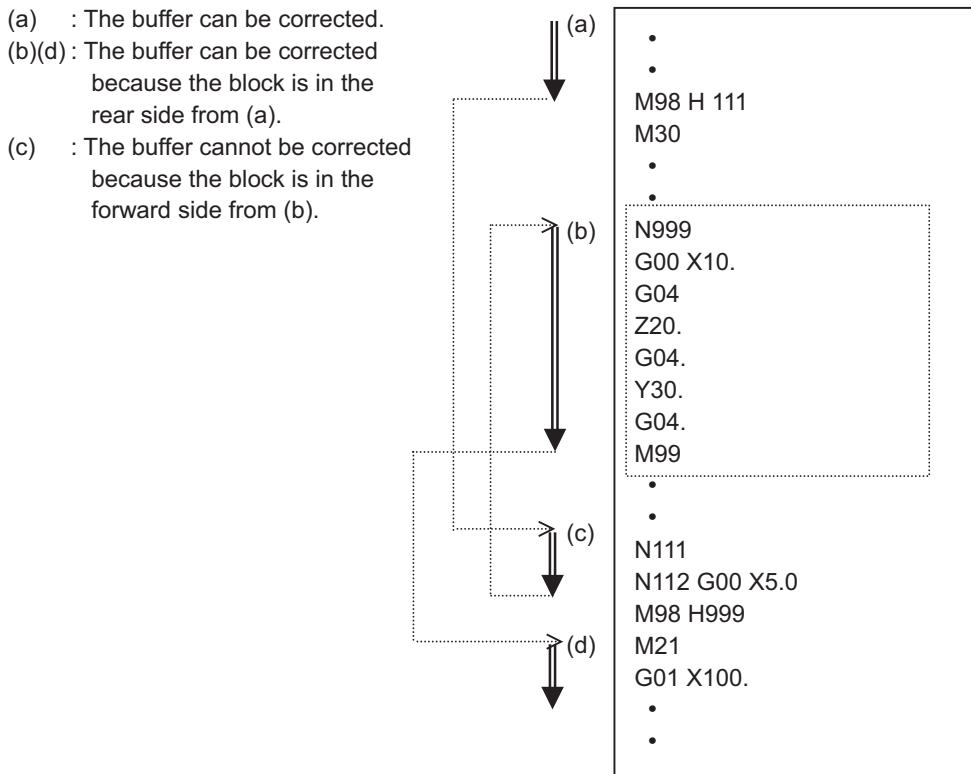 (a) : The buffer can be corrected.
(b)(d) : The buffer can be corrected
because the block is in the
rear side from (a).
(c) : The buffer cannot be corrected
because the block is in the
forward side from (b).
(a)
•
•
M98 H 111
M30
•
•
(b)
N999
G00 X10.
G04
Z20.
G04.
Y30.
G04.
M99
•
•
(c)
N111
N112 G00 X5.0
M98 H999
(d)
M21
G01 X100.
•
•